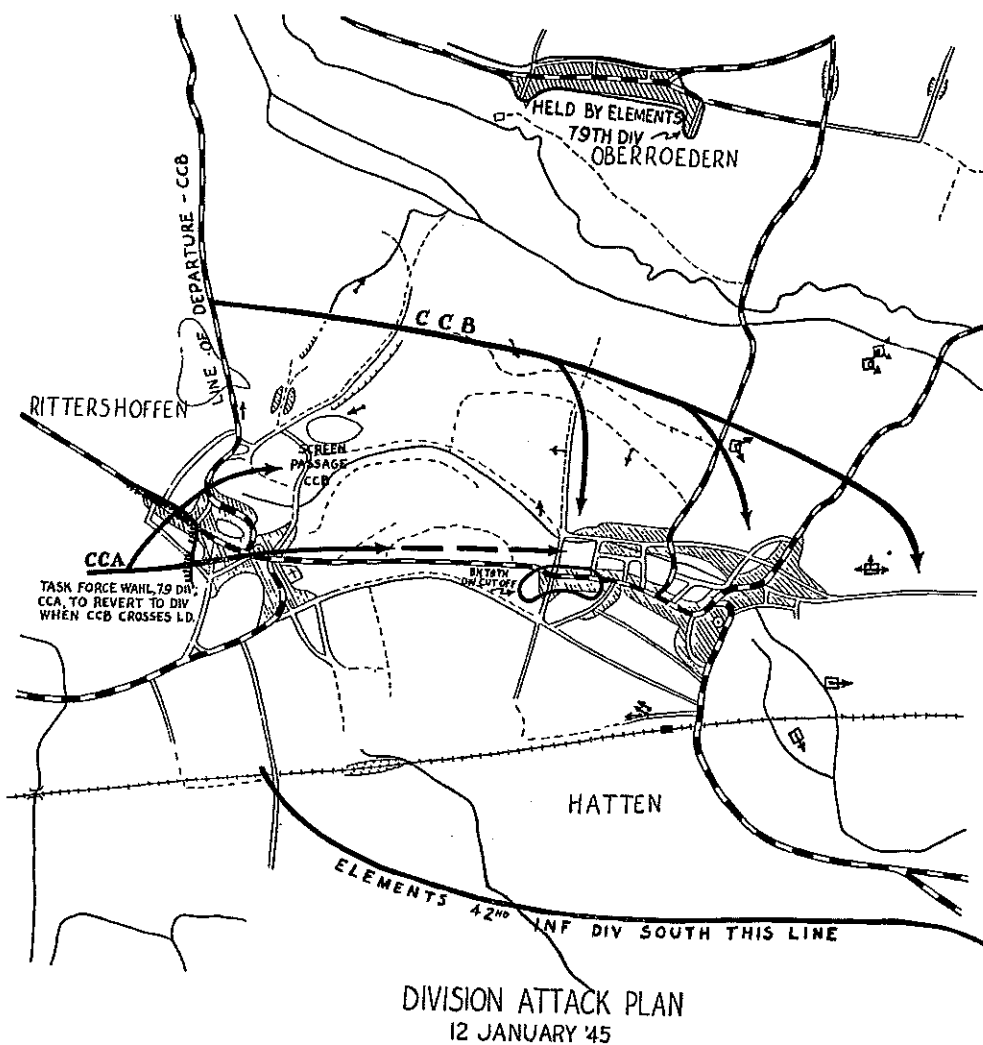 HELD BY ELEMENTS
79TH DIV
OBERROEDERN
LINE OF DEPARTURE - CCB
CCB
RITTERSHOFFEN
SCREEN
PASSAGE
CCB
CCA
TASK FORCE WAHL, 79 DIV,
CCA, TO REVERT TO DIV
WHEN CCB CROSSES L.D.
CUT OFF
HATTEN
ELEMENTS 42ND INF DIV SOUTH THIS LINE
DIVISION ATTACK PLAN
12 JANUARY '45